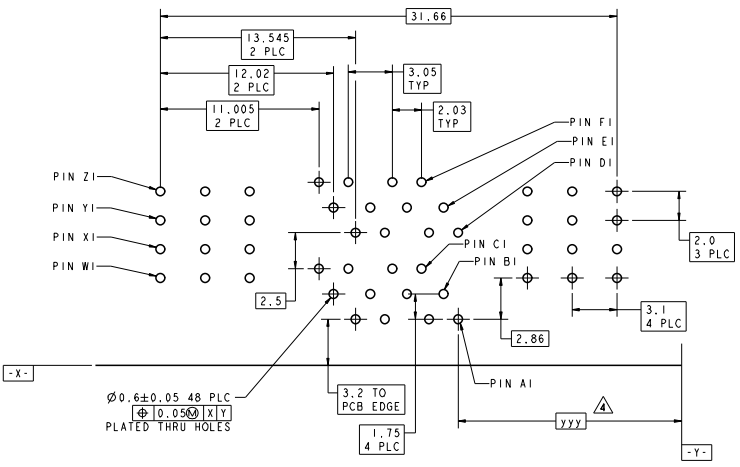 31.66
13.545
2 PLC
12.02
2 PLC
3.05
TYP
11.005
2 PLC
2.03
TYP
PIN F1
PIN E1
PIN D1
PIN Z1
PIN Y1
PIN X1
PIN W1
PIN C1
PIN B1
2.0
3 PLC
2.5
3.1
4 PLC
2.86
-X-
3.2 TO
PCB EDGE
PIN A1
Ø0.6±0.05 48 PLC
⌖ 0.05Ⓜ X Y
PLATED THRU HOLES
4
yyy
1.75
4 PLC
-Y-